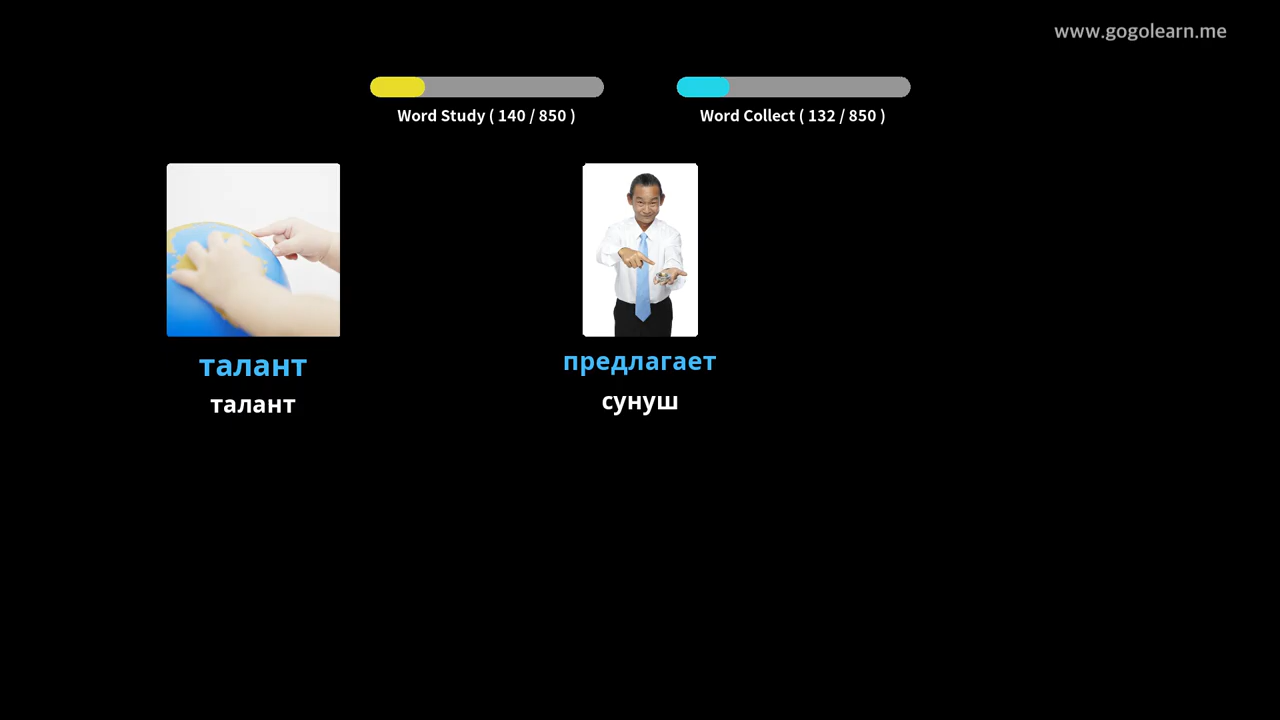 www.gogolearn.me
Word Study ( 140 / 850 )
Word Collect ( 132 / 850 )
талант
талант
предлагает
сунуш